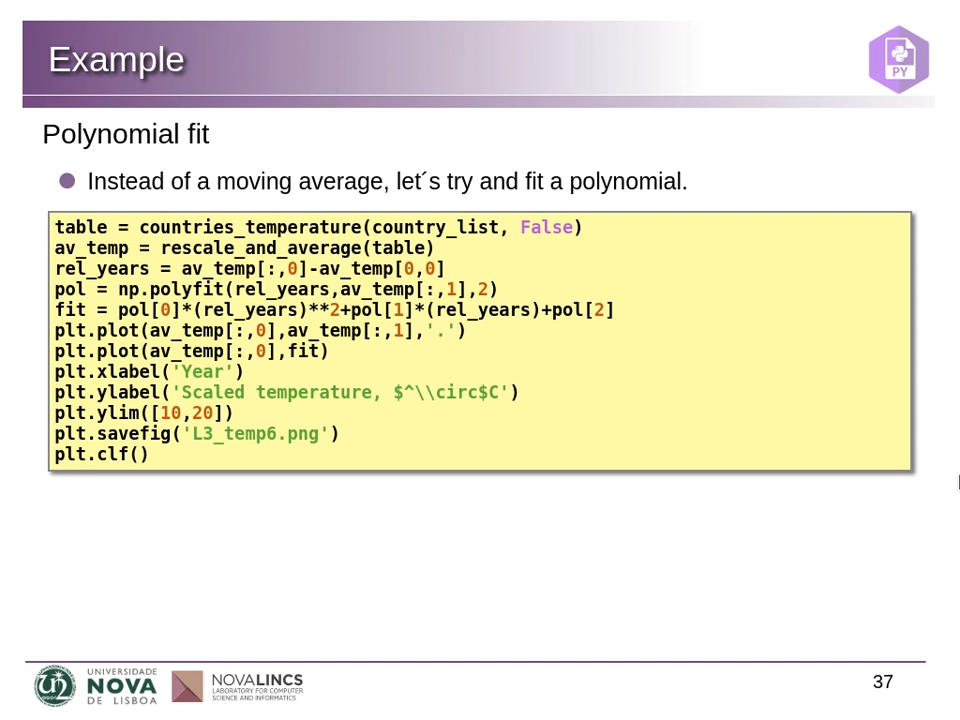 Example
PY
Polynomial fit
Instead of a moving average, let´s try and fit a polynomial.
table = countries_temperature(country_list, False)
av_temp = rescale_and_average(table)
rel_years = av_temp[:,0]-av_temp[0,0]
pol = np.polyfit(rel_years,av_temp[:,1],2)
fit = pol[0]*(rel_years)**2+pol[1]*(rel_years)+pol[2]
plt.plot(av_temp[:,0],av_temp[:,1],'.')
plt.plot(av_temp[:,0],fit)
plt.xlabel('Year')
plt.ylabel('Scaled temperature, $^\\circ$C')
plt.ylim([10,20])
plt.savefig('L3_temp6.png')
plt.clf()
UNIVERSIDADE
NOVA
DE LISBOA
NOVALINCS
LABORATORY FOR COMPUTER
SCIENCE AND INFORMATICS
37